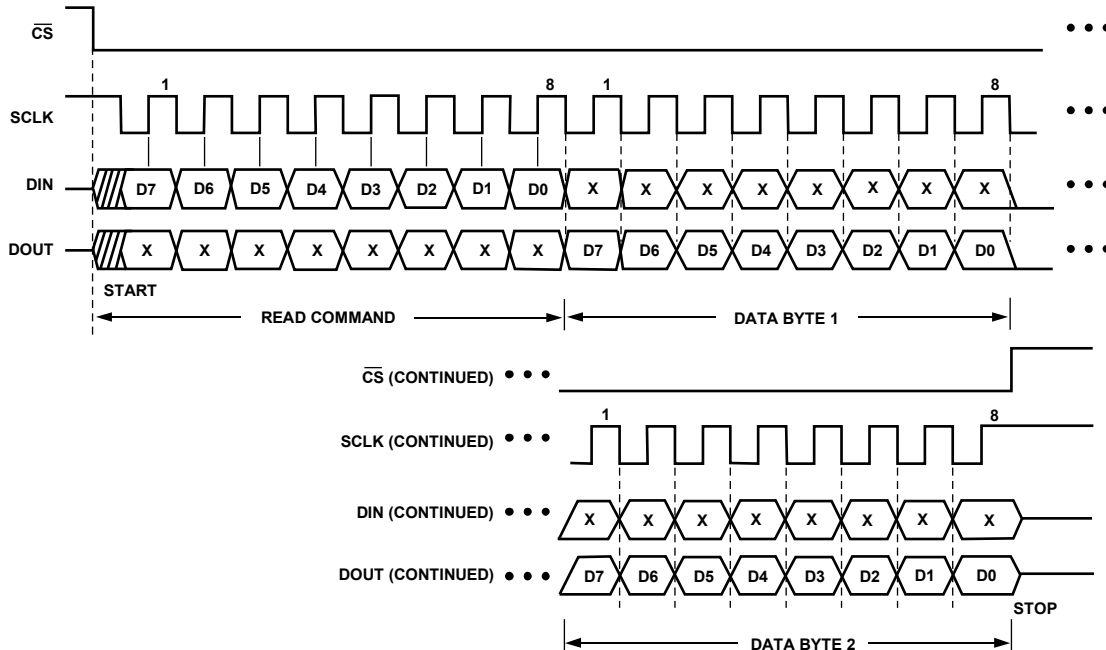 C̅S̅
1 8 1 8
SCLK
DIN D7 D6 D5 D4 D3 D2 D1 D0 X X X X X X X X
DOUT X X X X X X X X D7 D6 D5 D4 D3 D2 D1 D0
START
READ COMMAND DATA BYTE 1
C̅S̅ (CONTINUED)
1 8
SCLK (CONTINUED)
DIN (CONTINUED) X X X X X X X X
DOUT (CONTINUED) D7 D6 D5 D4 D3 D2 D1 D0
STOP
DATA BYTE 2